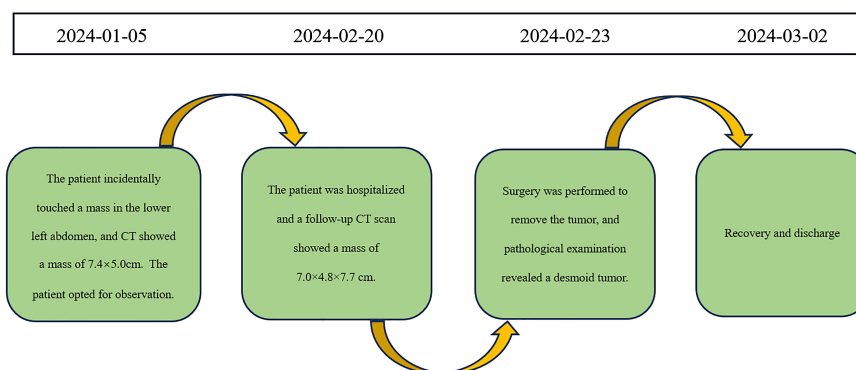 2024-01-05
2024-02-20
2024-02-23
2024-03-02
The patient incidentally
touched a mass in the lower
left abdomen, and CT showed
a mass of 7.4×5.0cm. The
patient opted for observation.
The patient was hospitalized
and a follow-up CT scan
showed a mass of
7.0×4.8×7.7 cm.
Surgery was performed to
remove the tumor, and
pathological examination
revealed a desmoid tumor.
Recovery and discharge